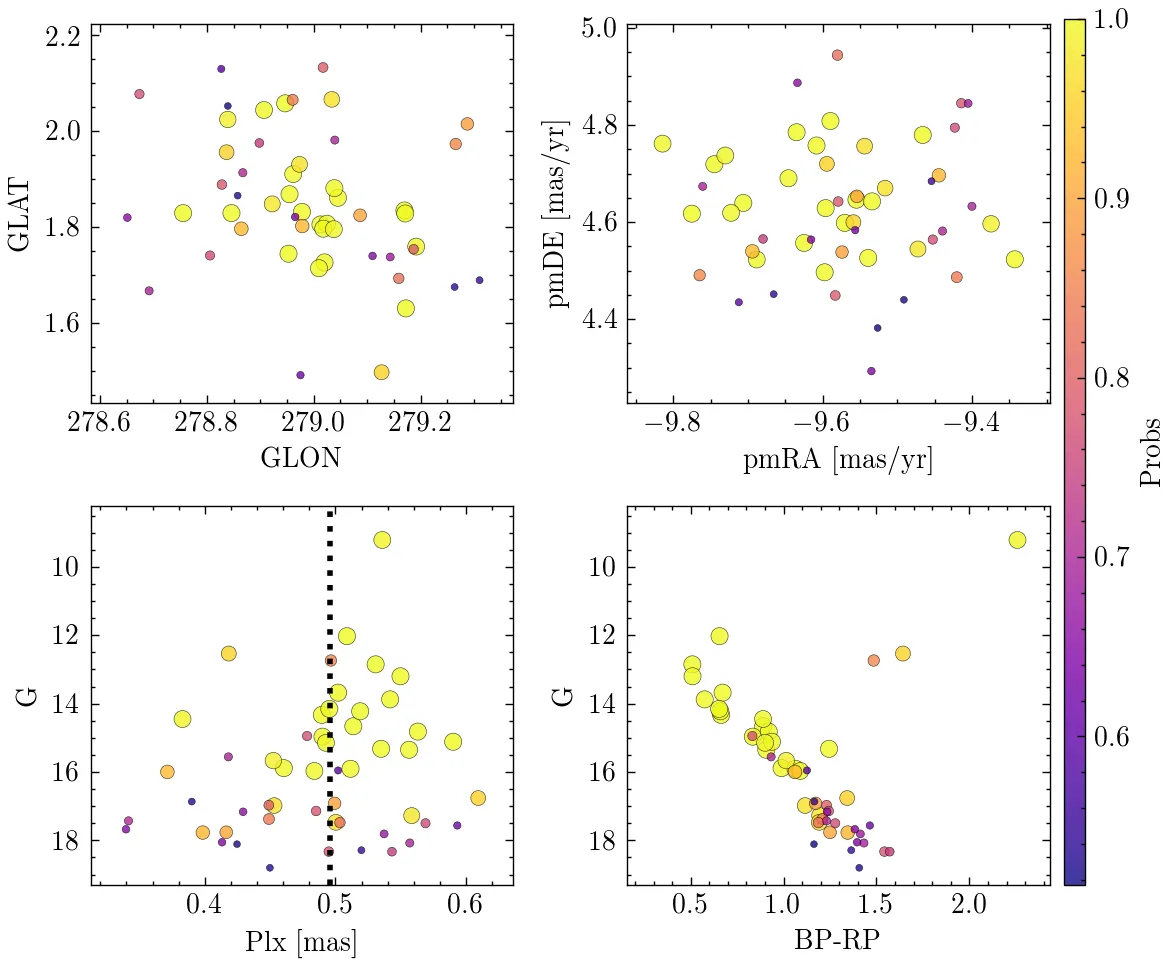 2.2
2.0
1.8
1.6
GLAT
278.6 278.8 279.0 279.2
GLON
5.0
4.8
4.6
4.4
pmDE [mas/yr]
−9.8 −9.6 −9.4
pmRA [mas/yr]
10
12
14
16
18
G
0.4 0.5 0.6
Plx [mas]
10
12
14
16
18
G
0.5 1.0 1.5 2.0
BP-RP
1.0
0.9
0.8
0.7
0.6
Probs